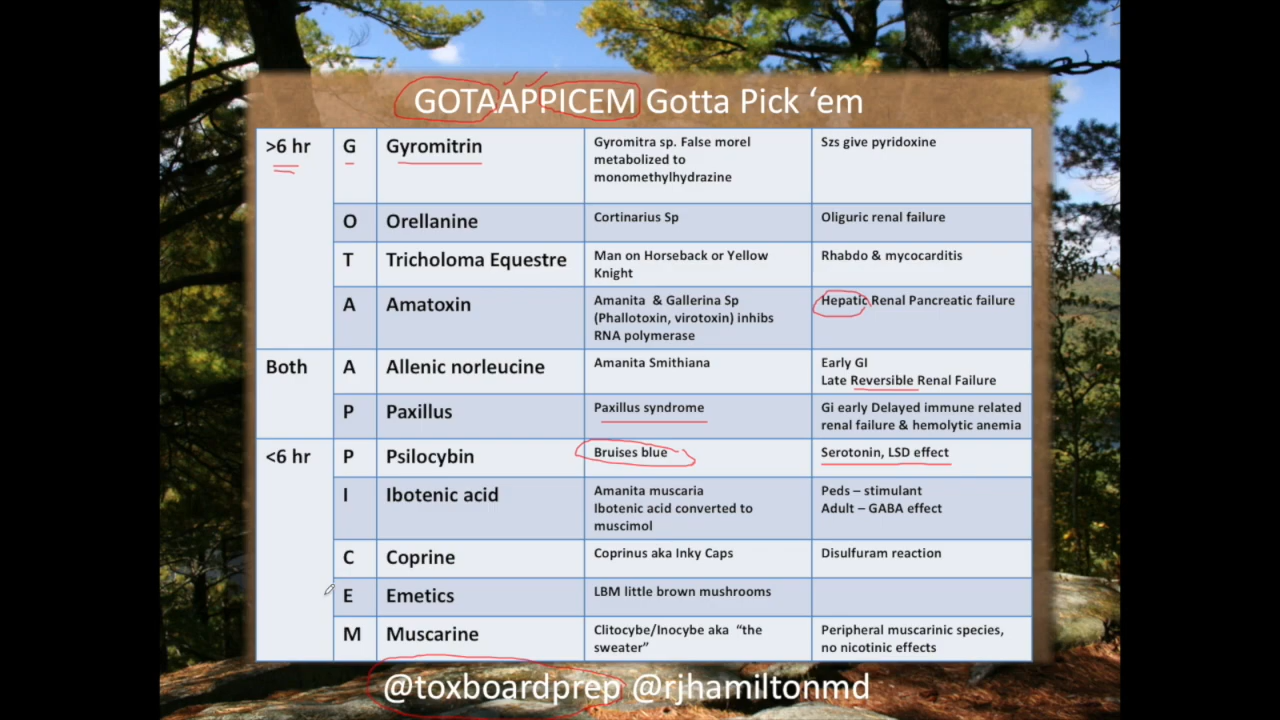 GOTAAPPICEM Gotta Pick ‘em
>6 hr G Gyromitrin Gyromitra sp. False morel Szs give pyridoxine
metabolized to
monomethylhydrazine
O Orellanine Cortinarius Sp Oliguric renal failure
T Tricholoma Equestre Man on Horseback or Yellow Rhabdo & mycocarditis
Knight
A Amatoxin Amanita & Gallerina Sp Hepatic Renal Pancreatic failure
(Phallotoxin, virotoxin) inhibs
RNA polymerase
Both A Allenic norleucine Amanita Smithiana Early GI
Late Reversible Renal Failure
P Paxillus Paxillus syndrome Gi early Delayed immune related
renal failure & hemolytic anemia
<6 hr P Psilocybin Bruises blue Serotonin, LSD effect
I Ibotenic acid Amanita muscaria Peds – stimulant
Ibotenic acid converted to Adult – GABA effect
muscimol
C Coprine Coprinus aka Inky Caps Disulfuram reaction
E Emetics LBM little brown mushrooms
M Muscarine Clitocybe/Inocybe aka “the Peripheral muscarinic species,
sweater” no nicotinic effects
@toxboardprep @rjhamiltonmd